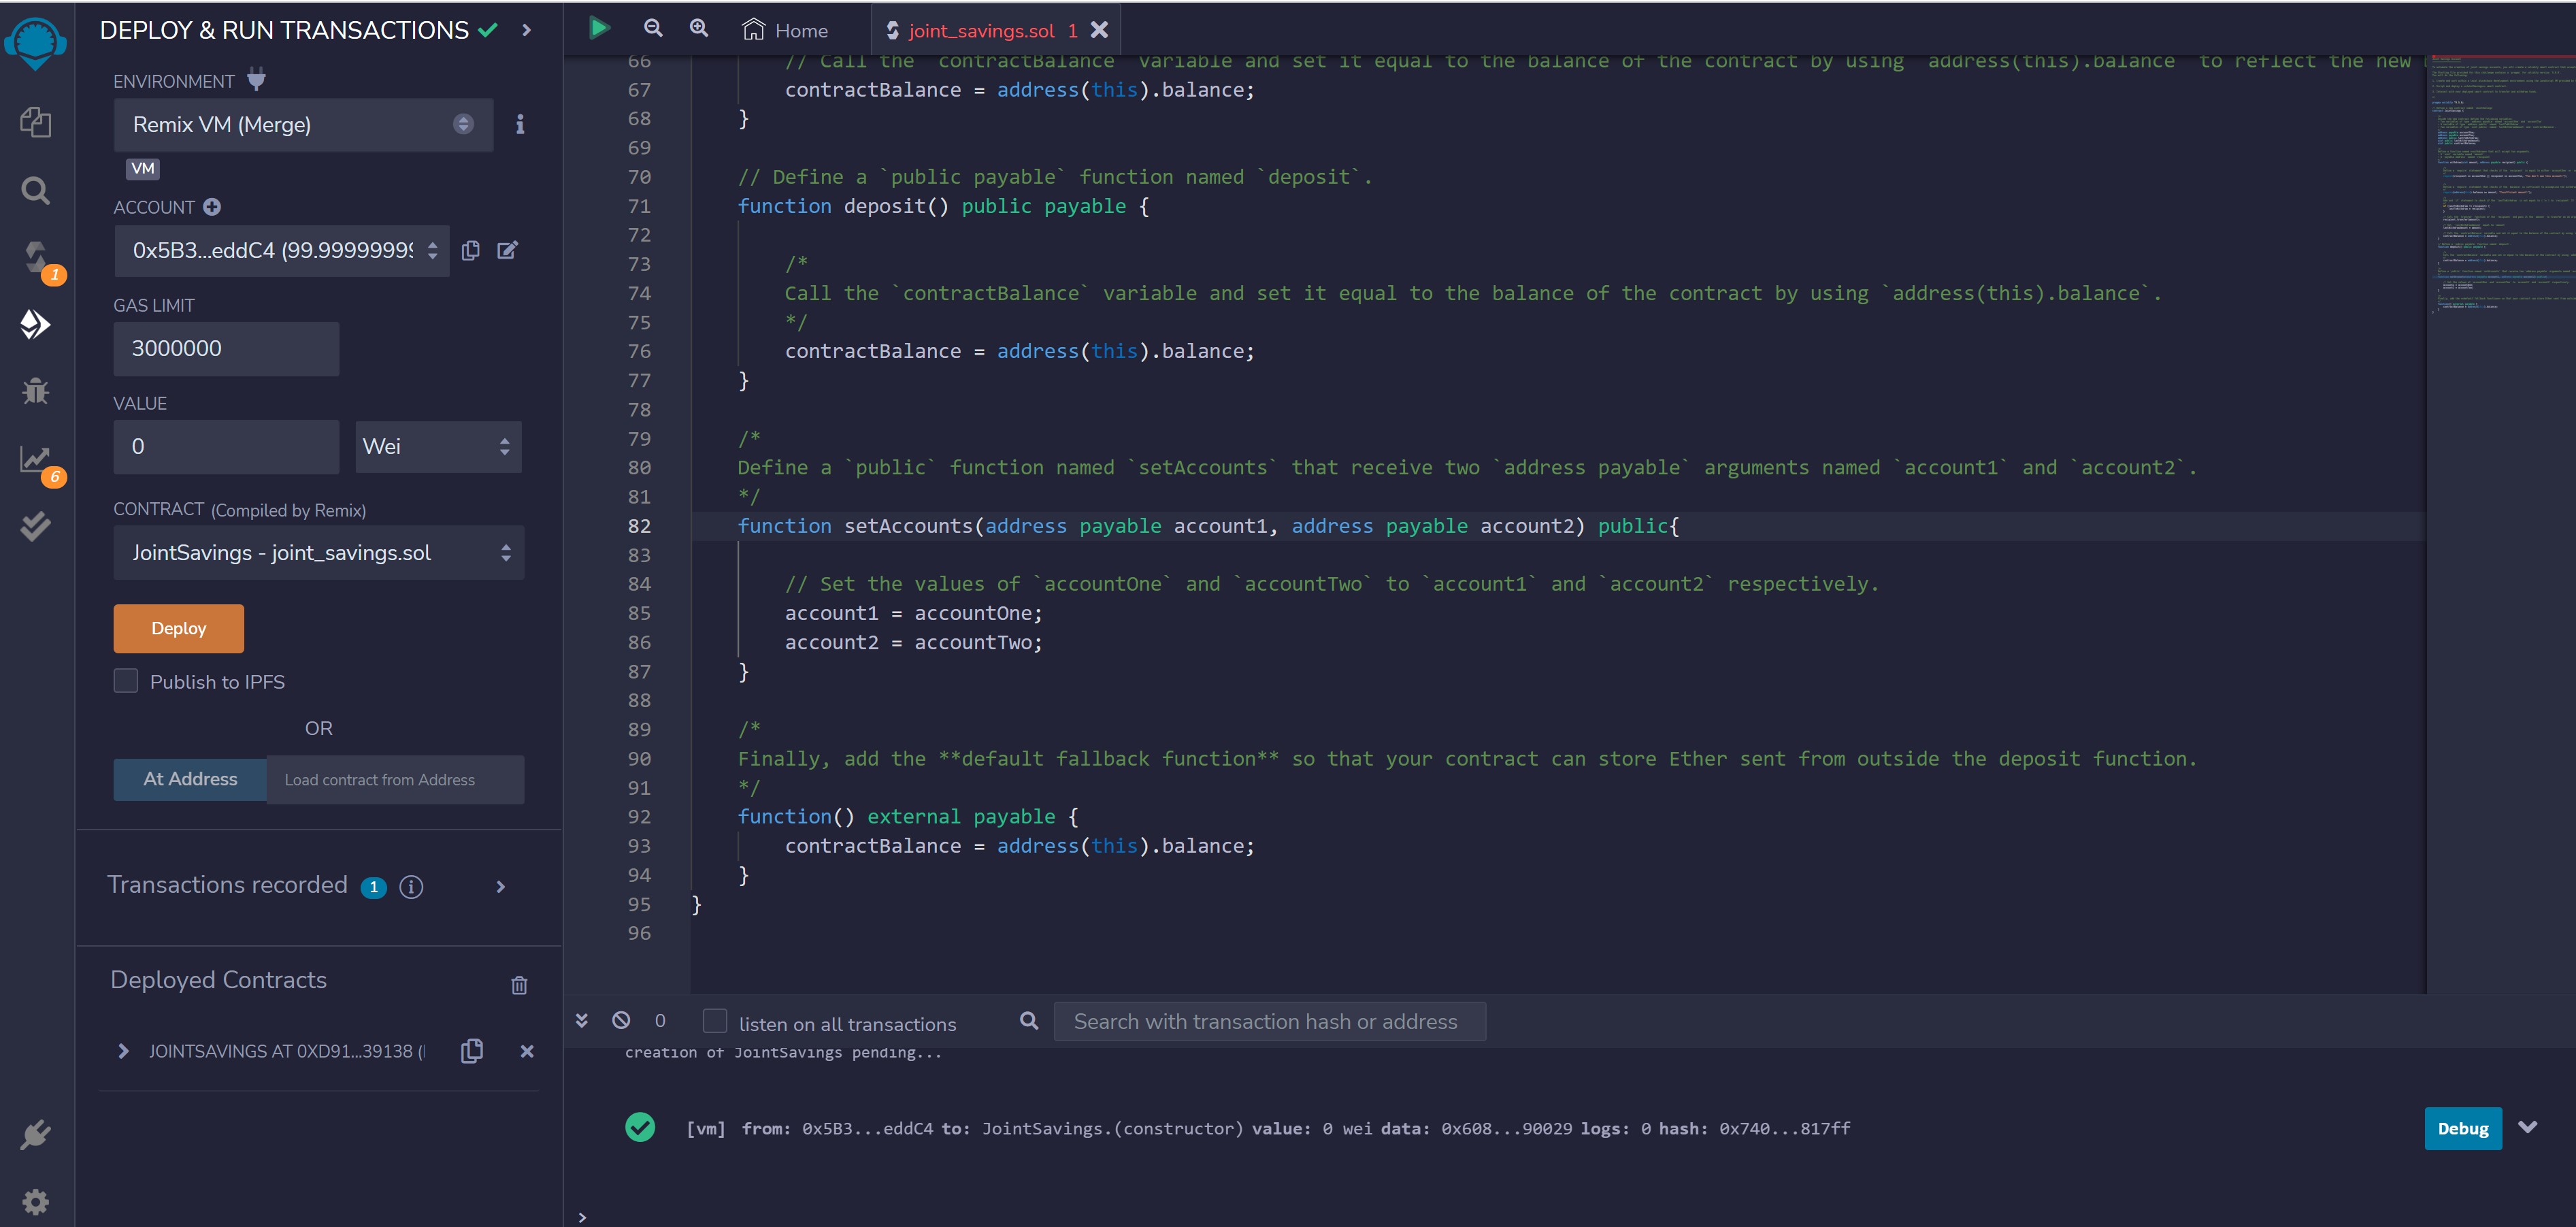 DEPLOY & RUN TRANSACTIONS
ENVIRONMENT
Remix VM (Merge)
VM
ACCOUNT
0x5B3...eddC4 (99.99999999
GAS LIMIT
3000000
VALUE
0
Wei
CONTRACT (Compiled by Remix)
JointSavings - joint_savings.sol
Deploy
Publish to IPFS
OR
At Address
Load contract from Address
Transactions recorded 1 i
Deployed Contracts
JOINTSAVINGS AT 0XD91...39138 (
1
6
Home
joint_savings.sol 1
66 // Call the `contractBalance` variable and set it equal to the balance of the contract by using `address(this).balance` to reflect the new
67 contractBalance = address(this).balance;
68 }
69
70 // Define a `public payable` function named `deposit`.
71 function deposit() public payable {
72
73 /*
74 Call the `contractBalance` variable and set it equal to the balance of the contract by using `address(this).balance`.
75 */
76 contractBalance = address(this).balance;
77 }
78
79 /*
80 Define a `public` function named `setAccounts` that receive two `address payable` arguments named `account1` and `account2`.
81 */
82 function setAccounts(address payable account1, address payable account2) public{
83
84 // Set the values of `accountOne` and `accountTwo` to `account1` and `account2` respectively.
85 account1 = accountOne;
86 account2 = accountTwo;
87 }
88
89 /*
90 Finally, add the **default fallback function** so that your contract can store Ether sent from outside the deposit function.
91 */
92 function() external payable {
93 contractBalance = address(this).balance;
94 }
95 }
96
0
listen on all transactions
Search with transaction hash or address
creation of JointSavings pending...
[vm] from: 0x5B3...eddC4 to: JointSavings.(constructor) value: 0 wei data: 0x608...90029 logs: 0 hash: 0x740...817ff
Debug
>